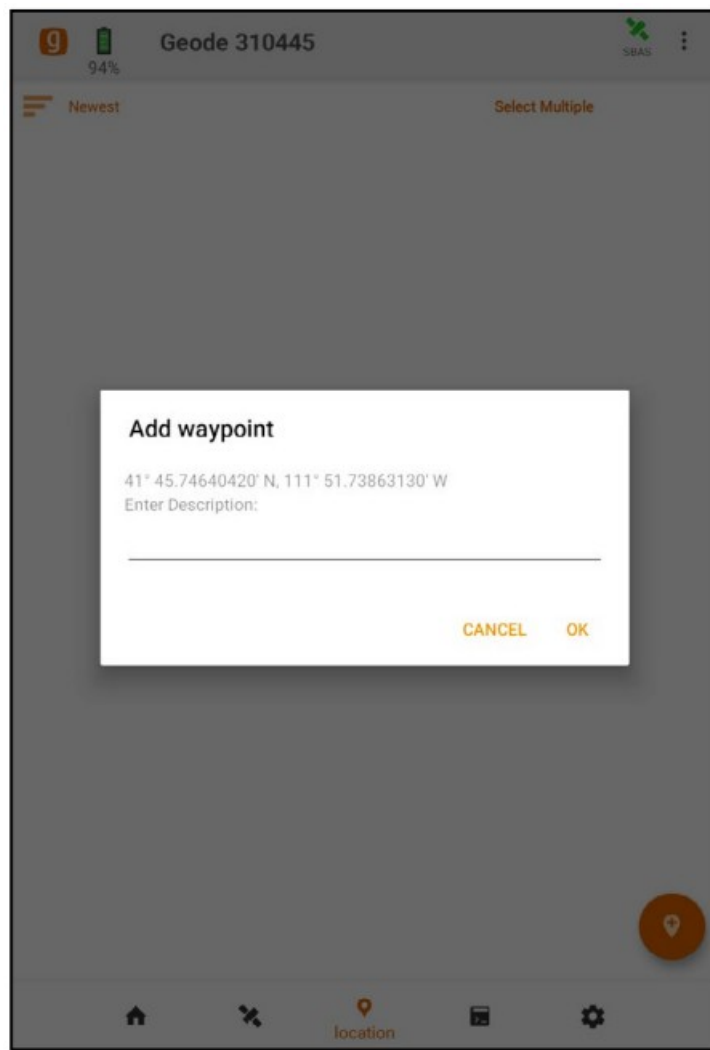 g
94%
Geode 310445
SBAS
Newest
Select Multiple
Add waypoint
41° 45.74640420' N, 111° 51.73863130' W
Enter Description:
CANCEL OK
location